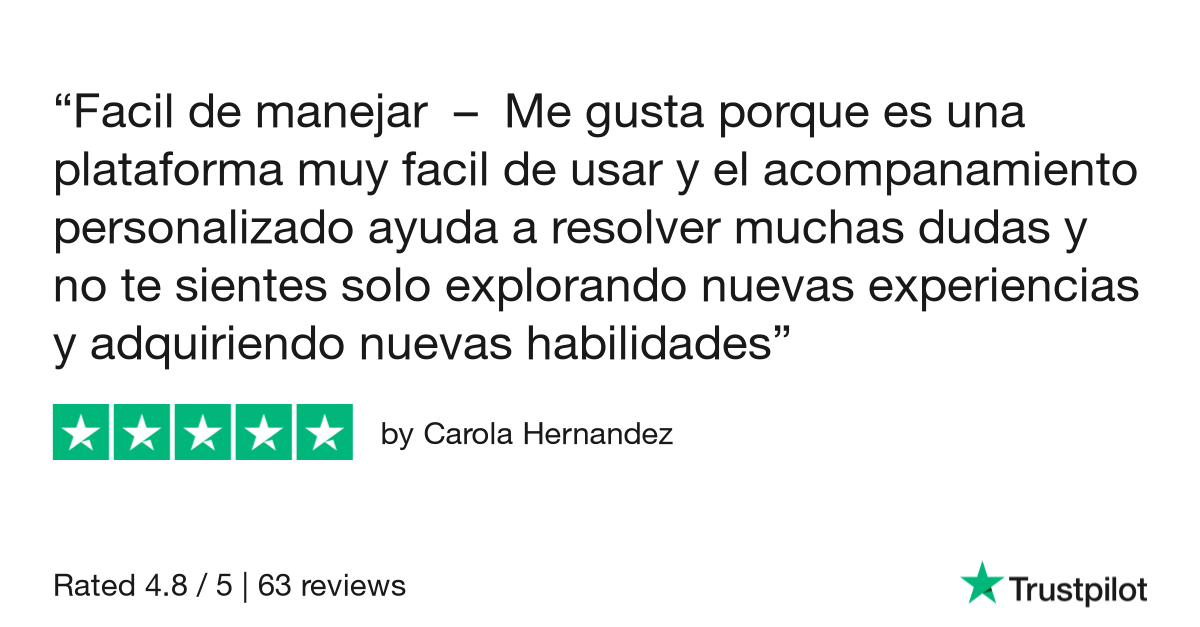 “Facil de manejar – Me gusta porque es una
plataforma muy facil de usar y el acompanamiento
personalizado ayuda a resolver muchas dudas y
no te sientes solo explorando nuevas experiencias
y adquiriendo nuevas habilidades”
by Carola Hernandez
Rated 4.8 / 5 | 63 reviews
Trustpilot